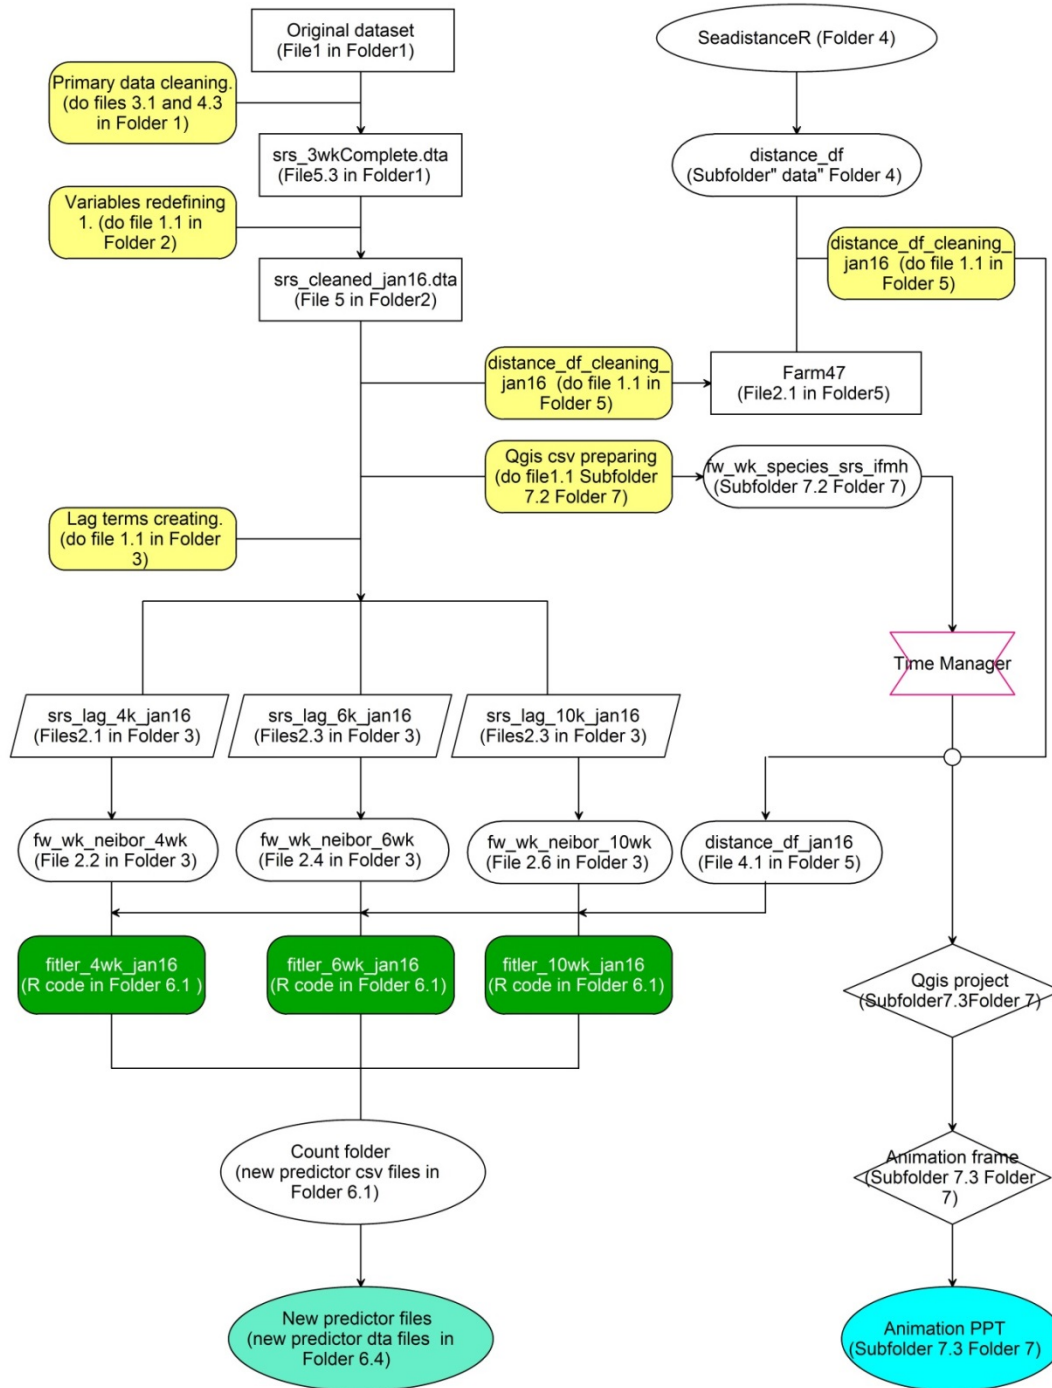 Original dataset
(File1 in Folder1)
SeadistanceR (Folder 4)
Primary data cleaning.
(do files 3.1 and 4.3
in Folder 1)
srs_3wkComplete.dta
(File5.3 in Folder1)
distance_df
(Subfolder" data" Folder 4)
Variables redefining
1. (do file 1.1 in
Folder 2)
distance_df_cleaning_
jan16 (do file 1.1 in
Folder 5)
srs_cleaned_jan16.dta
(File 5 in Folder2)
distance_df_cleaning_
jan16 (do file 1.1 in
Folder 5)
Farm47
(File2.1 in Folder5)
Qgis csv preparing
(do file1.1 Subfolder
7.2 Folder 7)
fw_wk_species_srs_ifmh
(Subfolder 7.2 Folder 7)
Lag terms creating.
(do file 1.1 in Folder
3)
Time Manager
srs_lag_4k_jan16
(Files2.1 in Folder 3)
srs_lag_6k_jan16
(Files2.3 in Folder 3)
srs_lag_10k_jan16
(Files2.3 in Folder 3)
fw_wk_neibor_4wk
(File 2.2 in Folder 3)
fw_wk_neibor_6wk
(File 2.4 in Folder 3)
fw_wk_neibor_10wk
(File 2.6 in Folder 3)
distance_df_jan16
(File 4.1 in Folder 5)
fitler_4wk_jan16
(R code in Folder 6.1 )
fitler_6wk_jan16
(R code in Folder 6.1)
fitler_10wk_jan16
(R code in Folder 6.1)
Qgis project
(Subfolder7.3Folder 7)
Count folder
(new predictor csv files in
Folder 6.1)
Animation frame
(Subfolder 7.3 Folder
7)
New predictor files
(new predictor dta files in
Folder 6.4)
Animation PPT
(Subfolder 7.3 Folder 7)